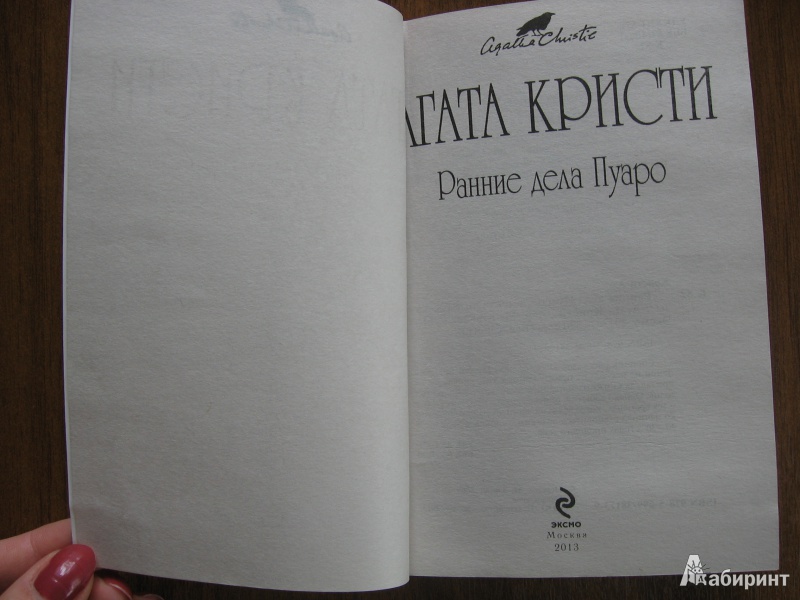 Agatha Christie
АГАТА КРИСТИ
Ранние дела Пуаро
ЭКСМО
Москва
2013
Лабиринт